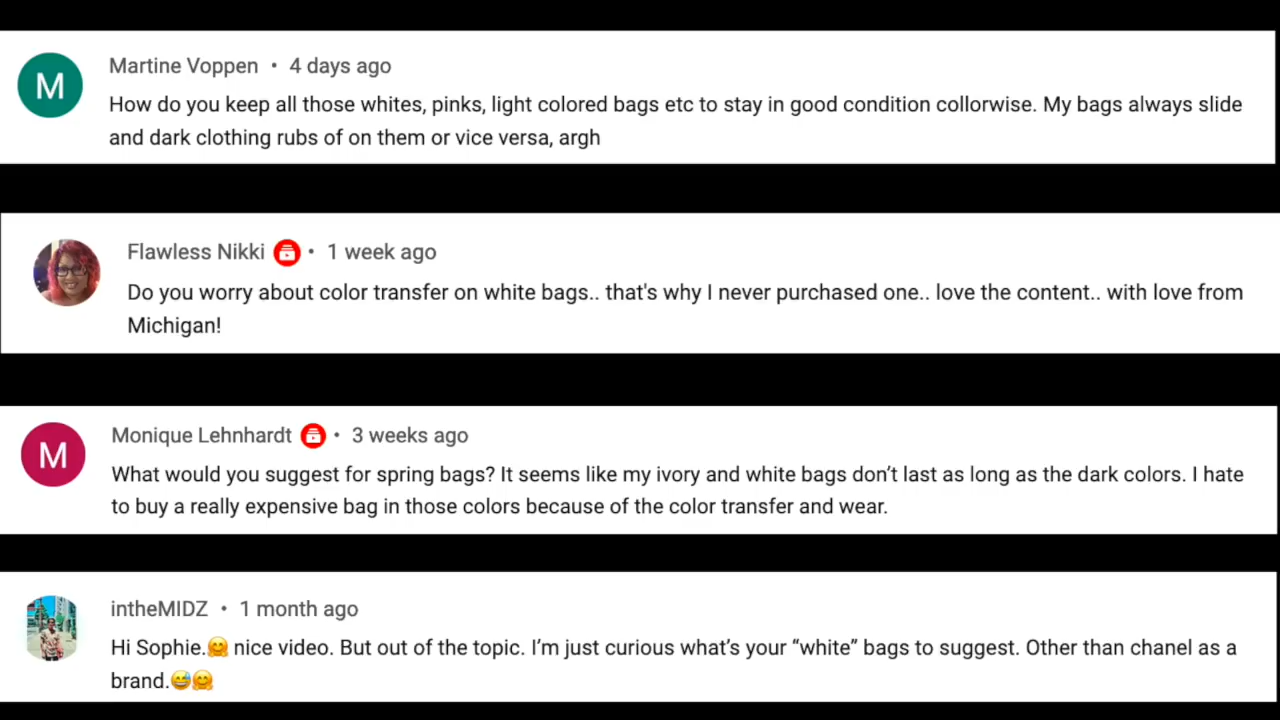 M
Martine Voppen • 4 days ago
How do you keep all those whites, pinks, light colored bags etc to stay in good condition collorwise. My bags always slide
and dark clothing rubs of on them or vice versa, argh
Flawless Nikki • 1 week ago
Do you worry about color transfer on white bags.. that's why I never purchased one.. love the content.. with love from
Michigan!
M
Monique Lehnhardt • 3 weeks ago
What would you suggest for spring bags? It seems like my ivory and white bags don’t last as long as the dark colors. I hate
to buy a really expensive bag in those colors because of the color transfer and wear.
intheMIDZ • 1 month ago
Hi Sophie.🤗 nice video. But out of the topic. I’m just curious what’s your “white” bags to suggest. Other than chanel as a
brand.😅🤗